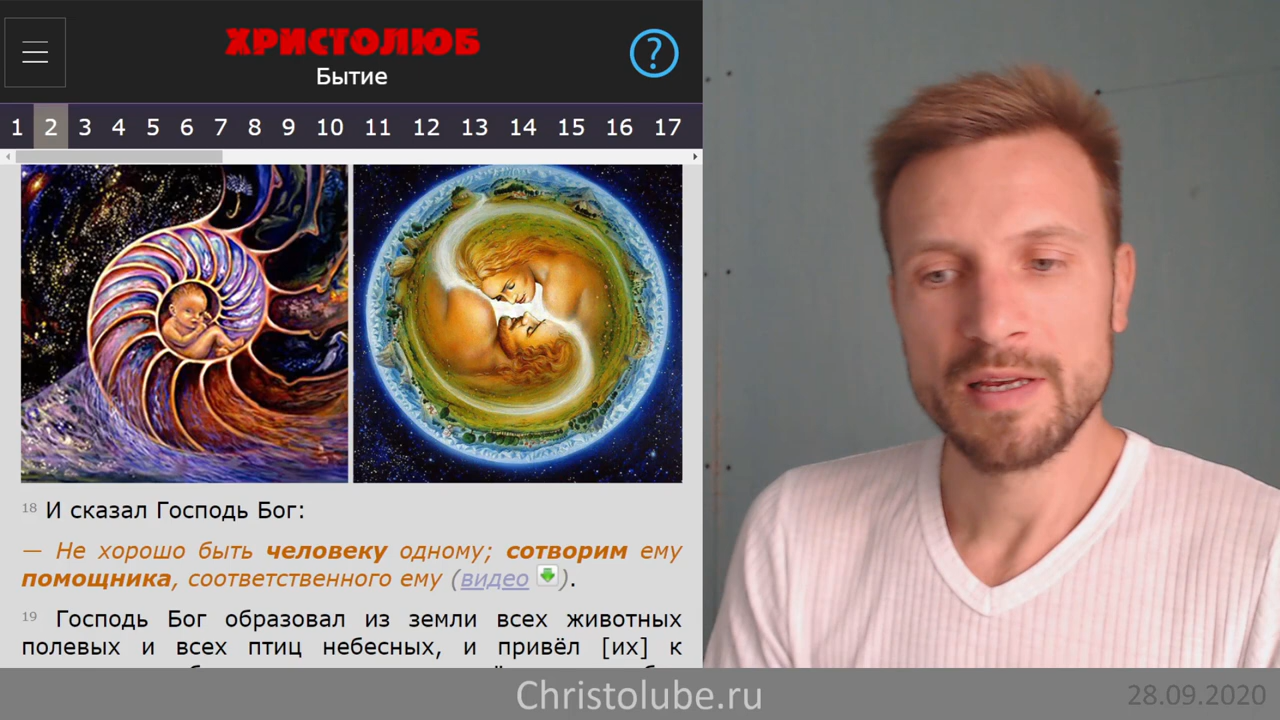 ХРИСТОЛЮБ
?
Бытие
1 2 3 4 5 6 7 8 9 10 11 12 13 14 15 16 17
18 И сказал Господь Бог:
— Не хорошо быть человеку одному; сотворим ему
помощника, соответственного ему (видео).
19 Господь Бог образовал из земли всех животных
полевых и всех птиц небесных, и привёл [их] к
Christolube.ru
28.09.2020